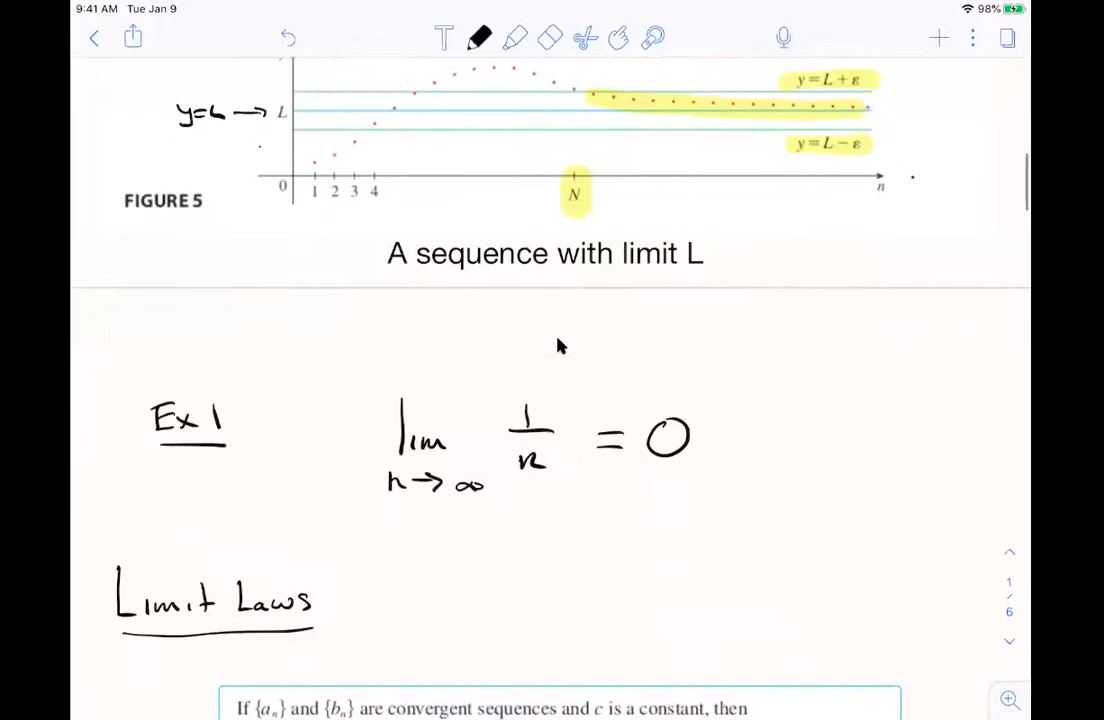 9:41 AM Tue Jan 9
98%
y = L + ε
y=L → L
y = L − ε
0 1 2 3 4 N n
FIGURE 5
A sequence with limit L
Ex 1
lim 1/n = 0
n → ∞
Limit Laws
1
/
6
If {aₙ} and {bₙ} are convergent sequences and c is a constant, then